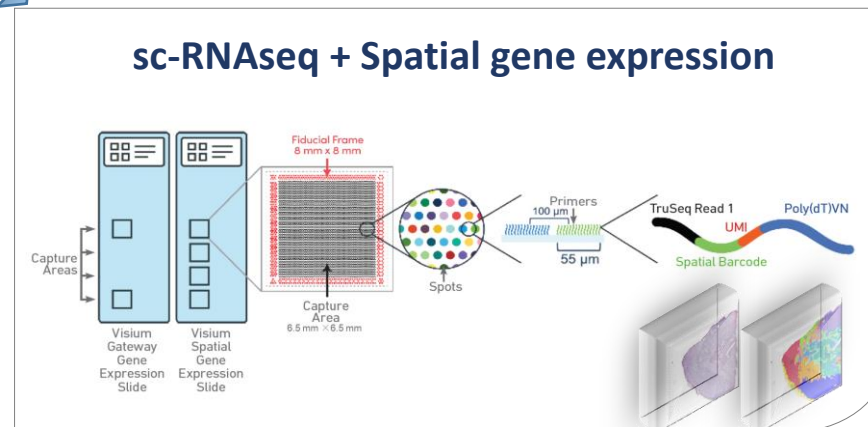 sc-RNAseq + Spatial gene expression
Fiducial Frame
8 mm x 8 mm
Capture
Areas
Visium
Gateway
Gene
Expression
Slide
Visium
Spatial
Gene
Expression
Slide
Capture
Area
6.5 mm X 6.5 mm
Spots
Primers
100 µm
55 µm
TruSeq Read 1
UMI
Poly(dT)VN
Spatial Barcode